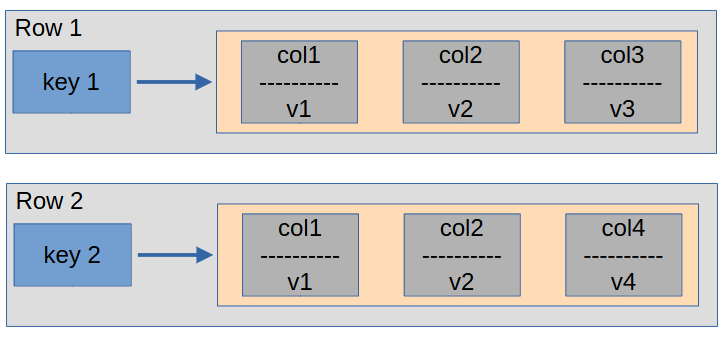 Row 1
key 1
col1 col2 col3
---------- ---------- ----------
v1 v2 v3
Row 2
key 2
col1 col2 col4
---------- ---------- ----------
v1 v2 v4